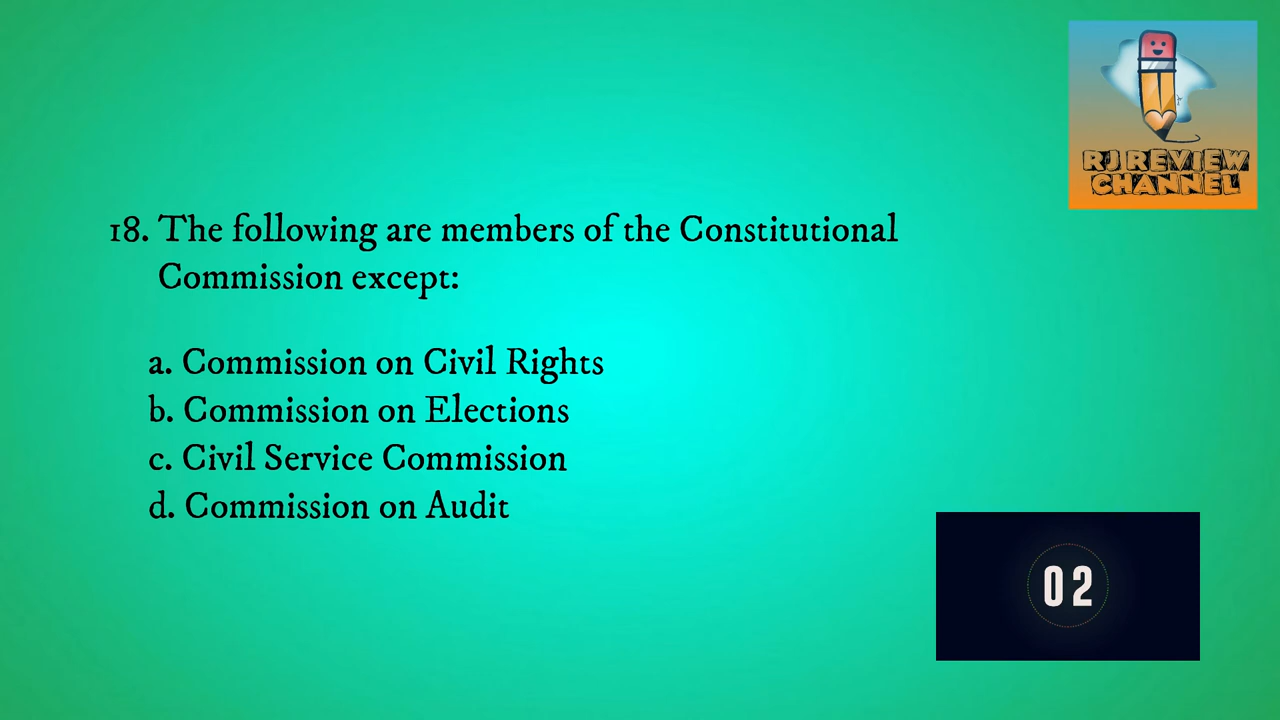 RJ REVIEW
CHANNEL
18. The following are members of the Constitutional
Commission except:
a. Commission on Civil Rights
b. Commission on Elections
c. Civil Service Commission
d. Commission on Audit
02